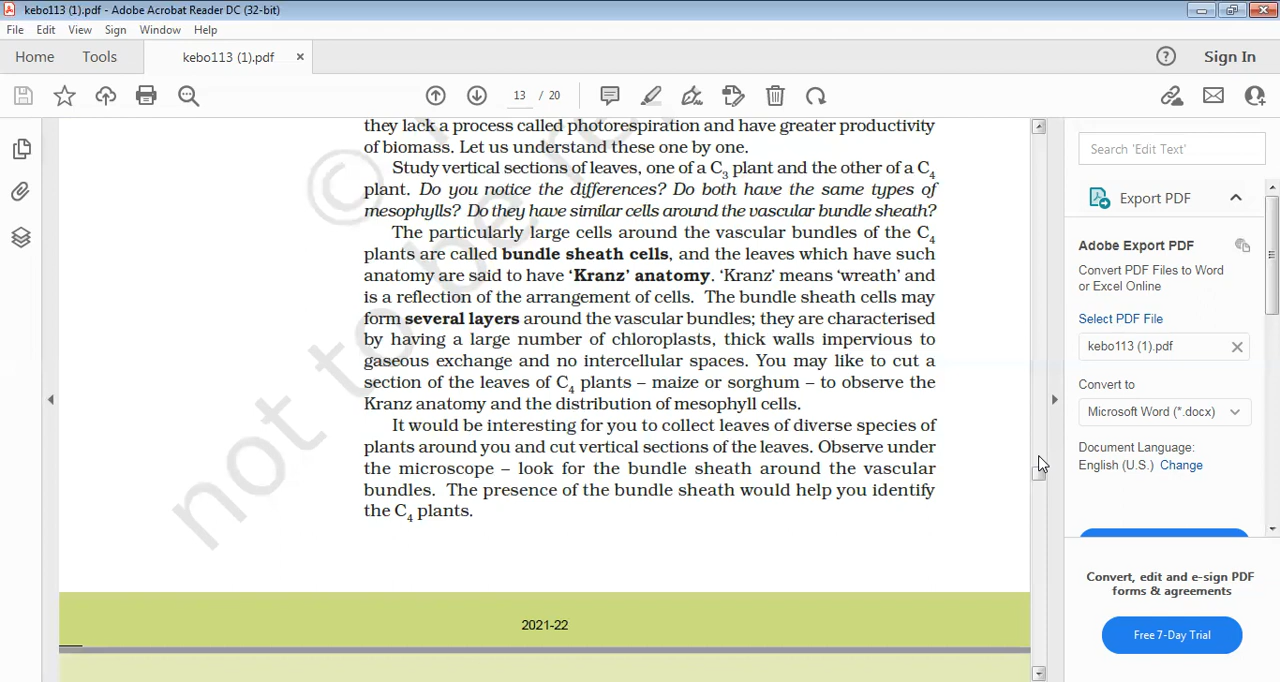 kebo113 (1).pdf - Adobe Acrobat Reader DC (32-bit)
File Edit View Sign Window Help
Home Tools kebo113 (1).pdf × Sign In
13 / 20
they lack a process called photorespiration and have greater productivity
of biomass. Let us understand these one by one.
Study vertical sections of leaves, one of a C3 plant and the other of a C4
plant. Do you notice the differences? Do both have the same types of
mesophylls? Do they have similar cells around the vascular bundle sheath?
The particularly large cells around the vascular bundles of the C4
plants are called bundle sheath cells, and the leaves which have such
anatomy are said to have ‘Kranz’ anatomy. ‘Kranz’ means ‘wreath’ and
is a reflection of the arrangement of cells. The bundle sheath cells may
form several layers around the vascular bundles; they are characterised
by having a large number of chloroplasts, thick walls impervious to
gaseous exchange and no intercellular spaces. You may like to cut a
section of the leaves of C4 plants – maize or sorghum – to observe the
Kranz anatomy and the distribution of mesophyll cells.
It would be interesting for you to collect leaves of diverse species of
plants around you and cut vertical sections of the leaves. Observe under
the microscope – look for the bundle sheath around the vascular
bundles. The presence of the bundle sheath would help you identify
the C4 plants.
©
not to be re
2021-22
Search 'Edit Text'
Export PDF
Adobe Export PDF
Convert PDF Files to Word
or Excel Online
Select PDF File
kebo113 (1).pdf
Convert to
Microsoft Word (*.docx)
Document Language:
English (U.S.) Change
Convert, edit and e-sign PDF
forms & agreements
Free 7-Day Trial